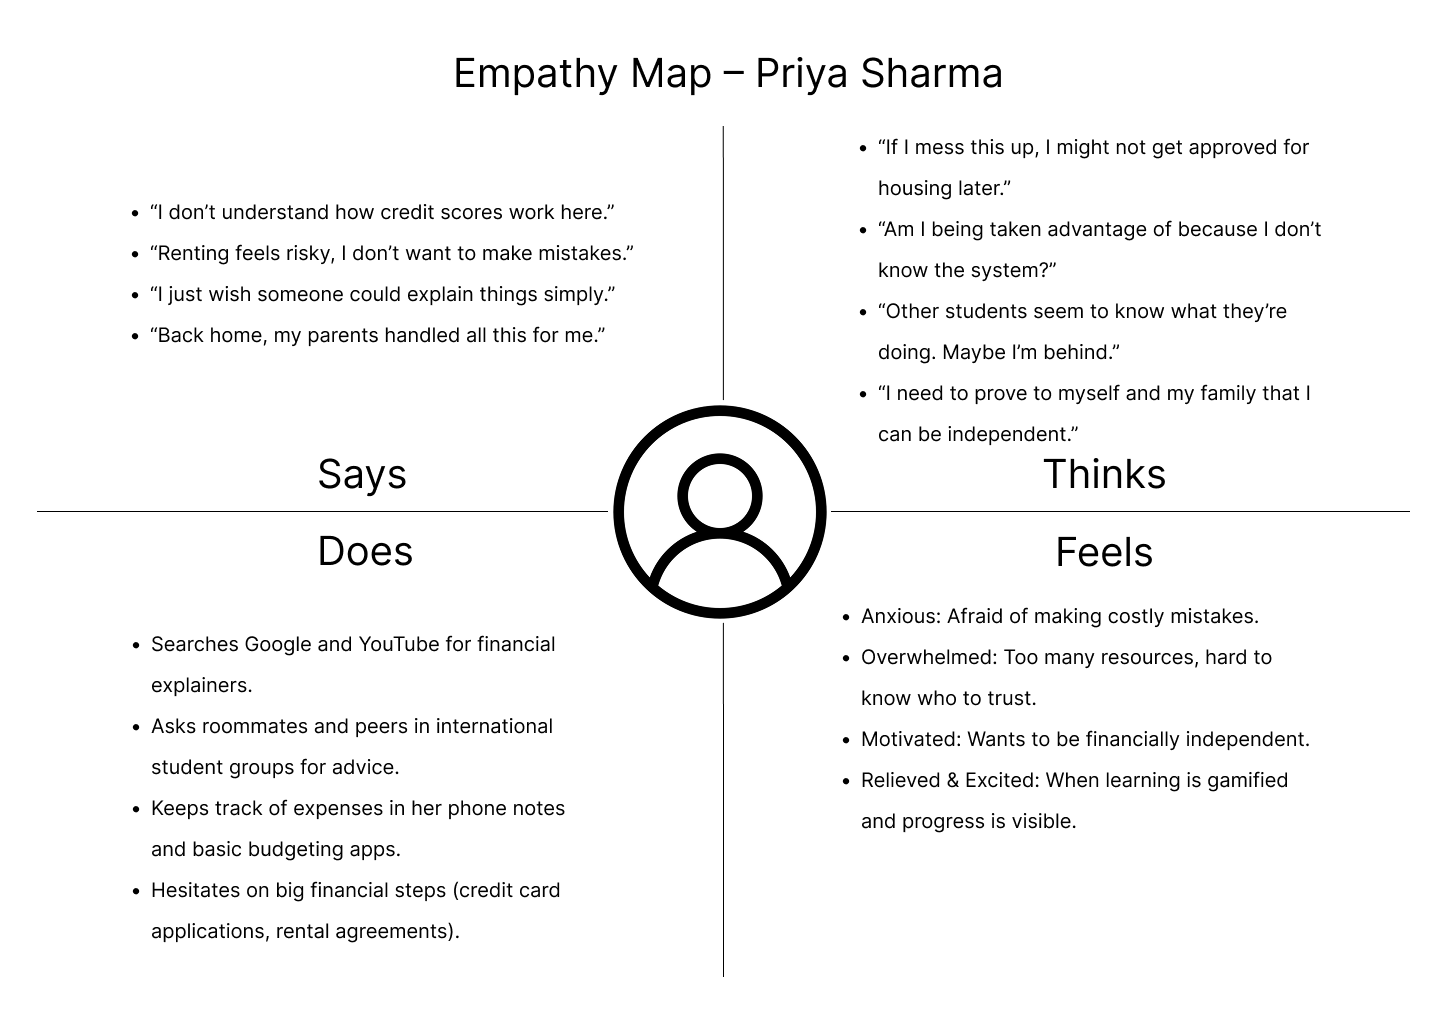 Empathy Map – Priya Sharma
• “I don’t understand how credit scores work here.”
• “Renting feels risky, I don’t want to make mistakes.”
• “I just wish someone could explain things simply.”
• “Back home, my parents handled all this for me.”
Says
• “If I mess this up, I might not get approved for
housing later.”
• “Am I being taken advantage of because I don’t
know the system?”
• “Other students seem to know what they’re
doing. Maybe I’m behind.”
• “I need to prove to myself and my family that I
can be independent.”
Thinks
Does
• Searches Google and YouTube for financial
explainers.
• Asks roommates and peers in international
student groups for advice.
• Keeps track of expenses in her phone notes
and basic budgeting apps.
• Hesitates on big financial steps (credit card
applications, rental agreements).
Feels
• Anxious: Afraid of making costly mistakes.
• Overwhelmed: Too many resources, hard to
know who to trust.
• Motivated: Wants to be financially independent.
• Relieved & Excited: When learning is gamified
and progress is visible.